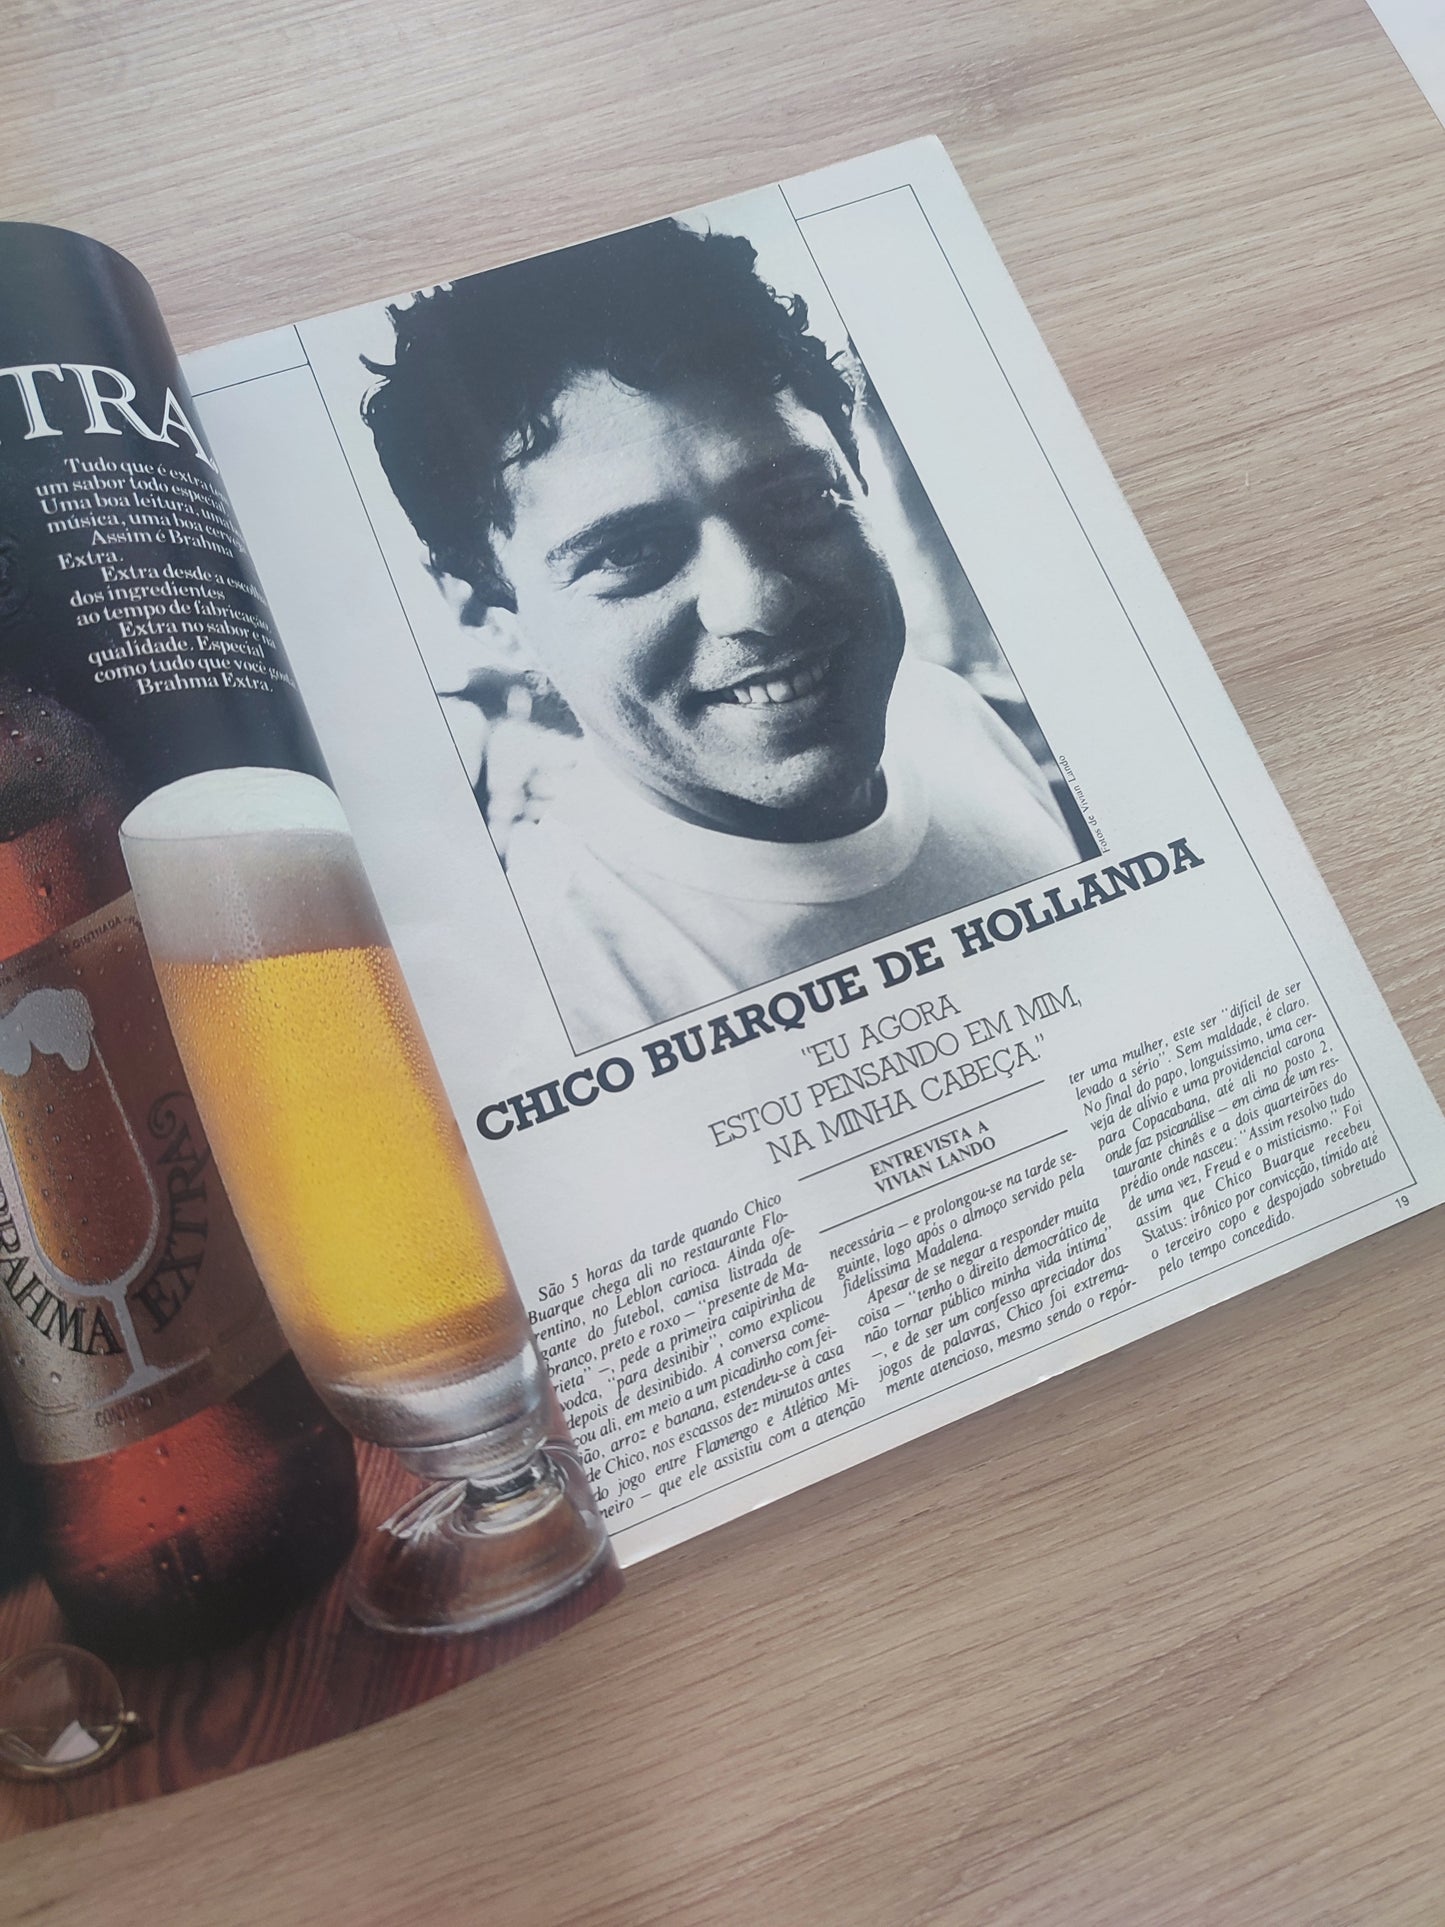 TRA
Tudo que é extra
um sabor todo especial
Uma boa leitura, uma
música, uma boa
Assim é Brahma
Extra.
Extra desde a
dos ingredientes
ao tempo de fabricação
Extra no sabor e na
qualidade. Especial
como tudo que você
Brahma Extra.
BRAHMA
EXTRA
Fotos de Vivian Lando
CHICO BUARQUE DE HOLLANDA
"EU AGORA
ESTOU PENSANDO EM MIM,
NA MINHA CABEÇA."
ENTREVISTA A
VIVIAN LANDO
São 5 horas da tarde quando Chico
Buarque chega ali no restaurante Flo-
rentino, no Leblon carioca. Ainda ofe-
gante do futebol, camisa listrada de
branco, preto e roxo — "presente de Ma-
rieta" —, pede a primeira caipirinha de
vodca, "para desinibir", como explicou
depois de desinibido. A conversa come-
çou ali, em meio a um picadinho com fei-
jão, arroz e banana, estendeu-se à casa
de Chico, nos escassos dez minutos antes
do jogo entre Flamengo e Atlético Mi-
neiro — que ele assistiu com a atenção
necessária — e prolongou-se na tarde se-
guinte, logo após o almoço servido pela
fidelíssima Madalena.
Apesar de se negar a responder muita
coisa — "tenho o direito democrático de
não tornar público minha vida íntima"
—, e de ser um confesso apreciador dos
jogos de palavras, Chico foi extrema-
mente atencioso, mesmo sendo o repór-
ter uma mulher, este ser "difícil de ser
levado a sério". Sem maldade, é claro.
No final do papo, longuíssimo, uma cer-
veja de alívio e uma providencial carona
para Copacabana, até ali no posto 2,
onde faz psicanálise — em cima de um res-
taurante chinês e a dois quarteirões do
prédio onde nasceu: "Assim resolvo tudo
de uma vez, Freud e o misticismo." Foi
assim que Chico Buarque recebeu
Status: irônico por convicção, tímido até
o terceiro copo e despojado sobretudo
pelo tempo concedido.
19